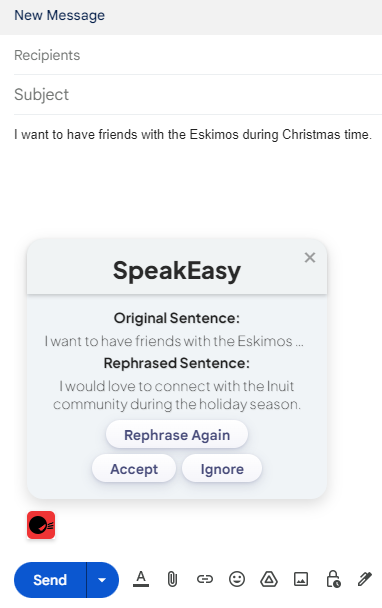 New Message
Recipients
Subject
I want to have friends with the Eskimos during Christmas time.
SpeakEasy
Original Sentence:
I want to have friends with the Eskimos ...
Rephrased Sentence:
I would love to connect with the Inuit
community during the holiday season.
Rephrase Again
Accept Ignore
Send